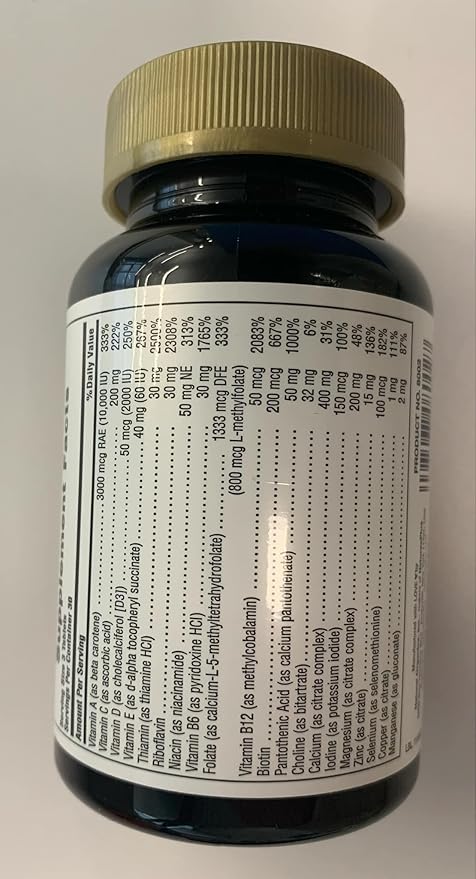 Supplement Facts
Servings Per Container 30
Amount Per Serving %Daily Value
Vitamin A (as beta carotene) 3000 mcg RAE (10,000 IU) 333%
Vitamin C (as ascorbic acid) 200 mg 222%
Vitamin D (as cholecalciferol [D3]) 50 mcg (2000 IU) 250%
Vitamin E (as d-alpha tocopheryl succinate) 40 mg (60 IU) 267%
Thiamin (as thiamine HCl) 30 mg 2500%
Riboflavin 30 mg 2308%
Niacin (as niacinamide) 50 mg NE 313%
Vitamin B6 (as pyridoxine HCl) 30 mg 1765%
Folate (as calcium-L-5-methyltetrahydrofolate) 1333 mcg DFE 333%
(800 mcg L-methylfolate)
Vitamin B12 (as methylcobalamin) 50 mcg 2083%
Biotin 200 mcg 667%
Pantothenic Acid (as calcium pantothenate) 50 mg 1000%
Choline (as bitartrate) 32 mg 6%
Calcium (as citrate complex) 400 mg 31%
Iodine (as potassium iodide) 150 mcg 100%
Magnesium (as citrate complex) 200 mg 48%
Zinc (as citrate) 15 mg 136%
Selenium (as selenomethionine) 100 mcg 182%
Copper (as citrate) 1 mg 111%
Manganese (as gluconate) 2 mg 87%
PRODUCT NO. 8002